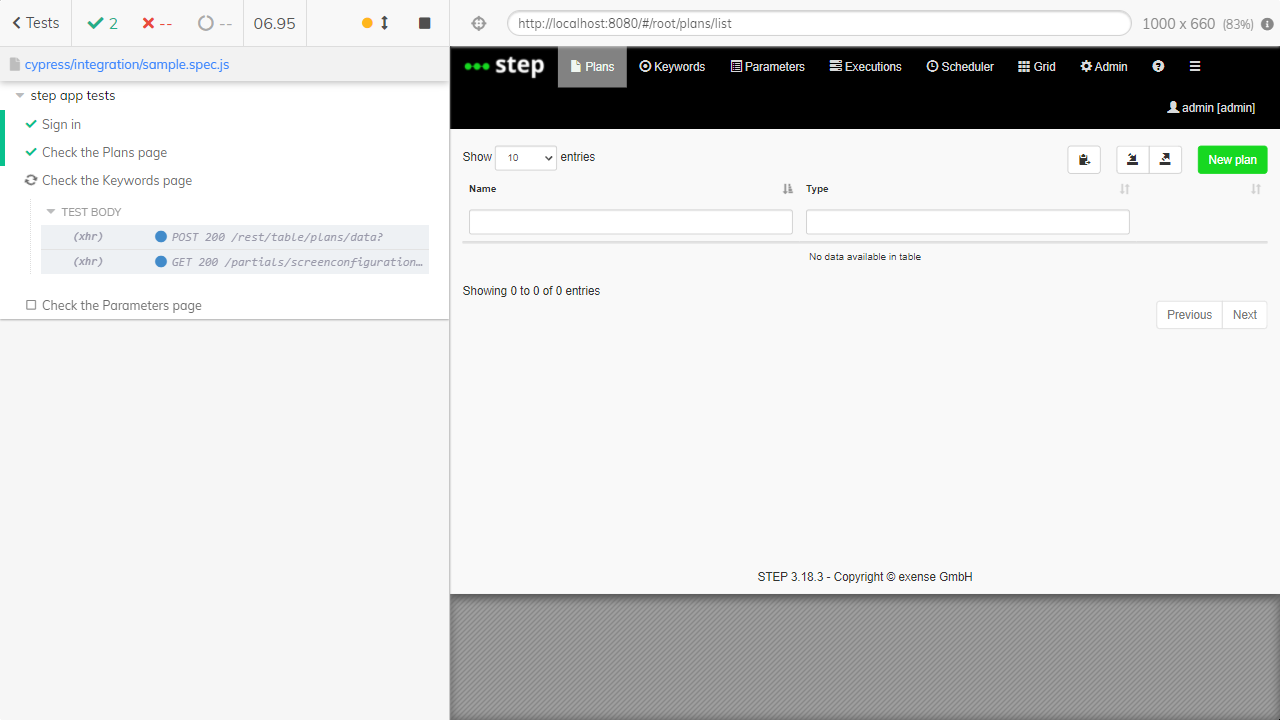 Tests
2
--
--
06.95
http://localhost:8080/#/root/plans/list
1000 x 660 (83%)
cypress/integration/sample.spec.js
step app tests
Sign in
Check the Plans page
Check the Keywords page
TEST BODY
(xhr) POST 200 /rest/table/plans/data?
(xhr) GET 200 /partials/screenconfiguration…
Check the Parameters page
step
Plans
Keywords
Parameters
Executions
Scheduler
Grid
Admin
admin [admin]
Show 10 entries
New plan
Name
Type
No data available in table
Showing 0 to 0 of 0 entries
Previous
Next
STEP 3.18.3 - Copyright © exense GmbH